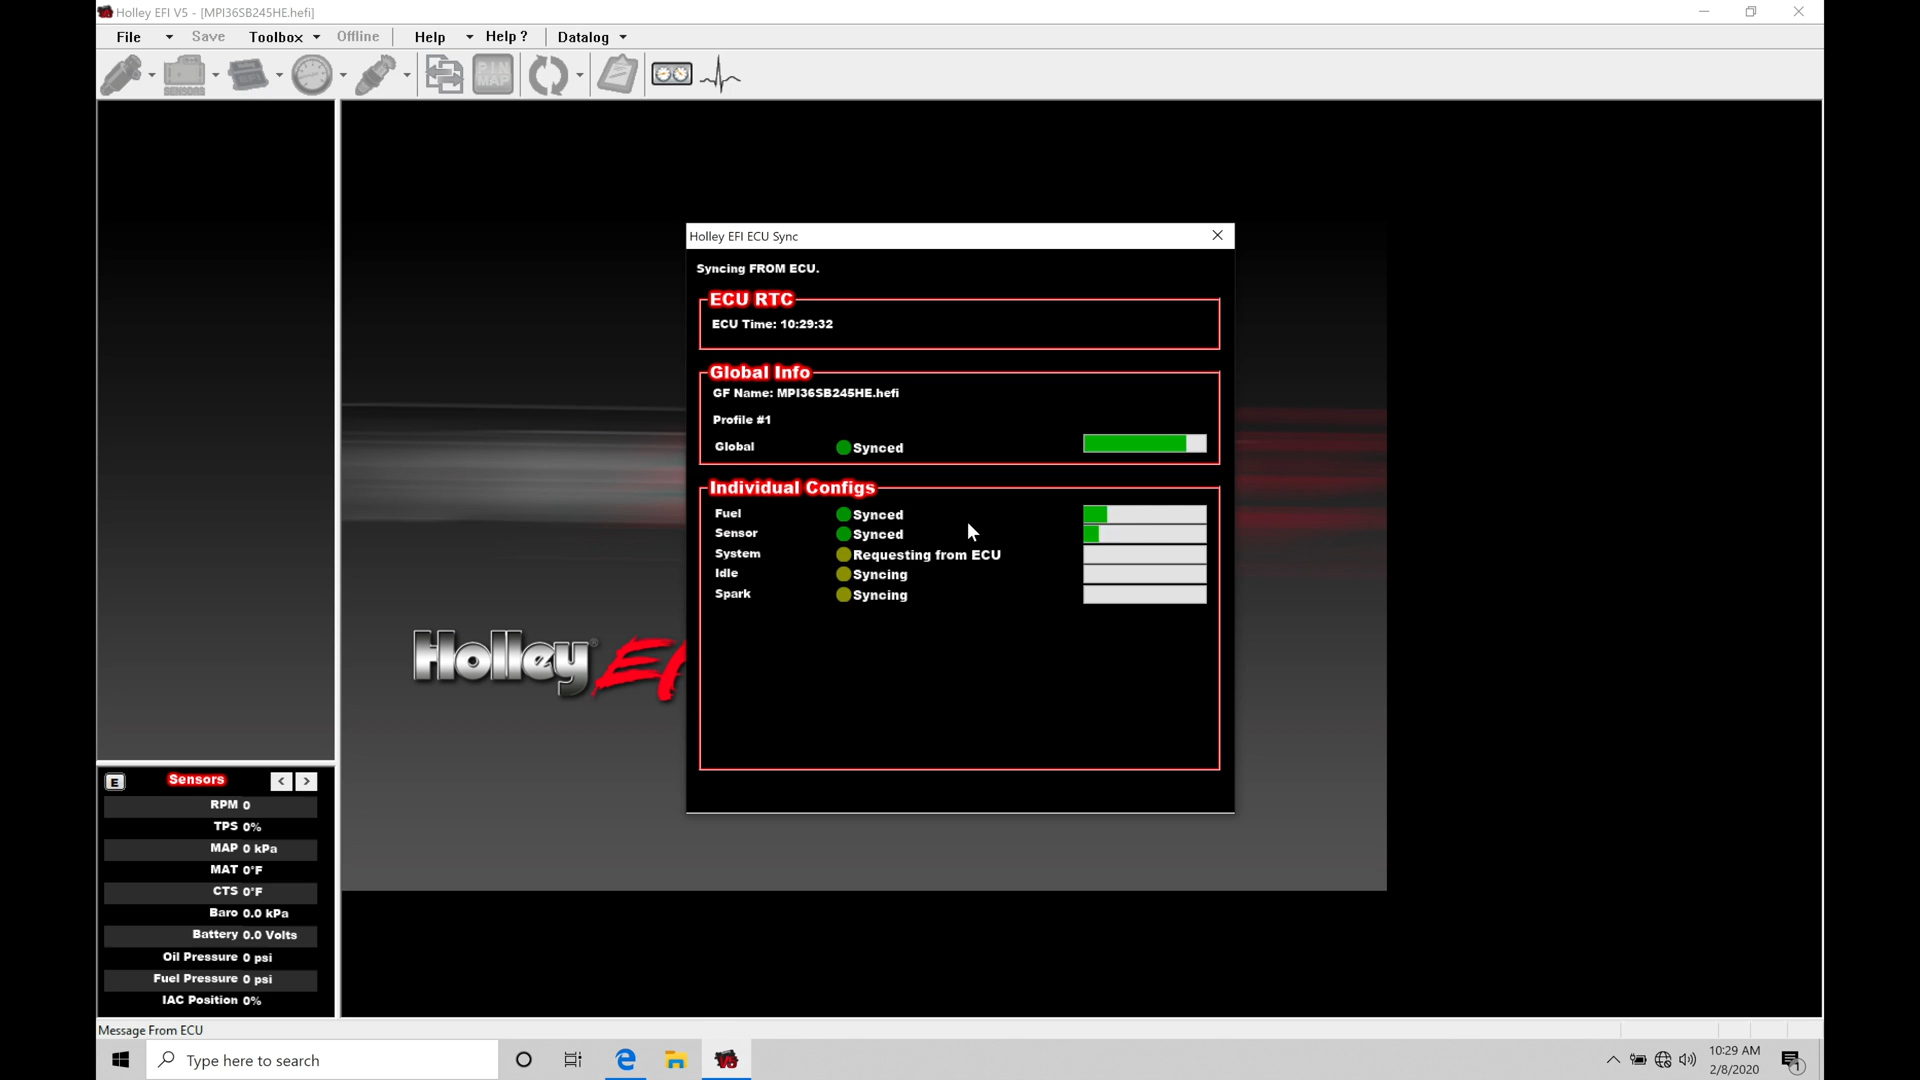 Holley EFI V5 - [MPI36SB245HE.hefi]
File Save Toolbox Offline Help Help ? Datalog
SENSORS
PIN
MAP
Holley EFI ECU Sync
Syncing FROM ECU.
ECU RTC
ECU Time: 10:29:32
Global Info
GF Name: MPI36SB245HE.hefi
Profile #1
Global Synced
Individual Configs
Fuel Synced
Sensor Synced
System Requesting from ECU
Idle Syncing
Spark Syncing
Holley®
E Sensors < >
RPM 0
TPS 0%
MAP 0 kPa
MAT 0°F
CTS 0°F
Baro 0.0 kPa
Battery 0.0 Volts
Oil Pressure 0 psi
Fuel Pressure 0 psi
IAC Position 0%
Message From ECU
Type here to search
10:29 AM
2/8/2020
1